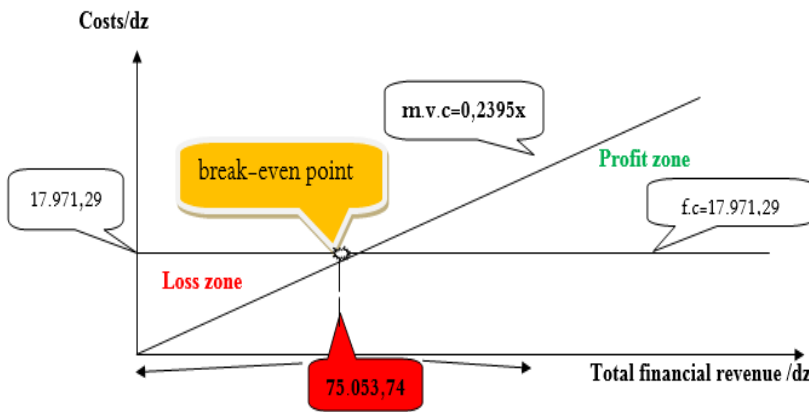 Costs/dz
m.v.c=0,2395x
break-even point
Profit zone
17.971,29
f.c=17.971,29
Loss zone
75.053,74
Total financial revenue /dz